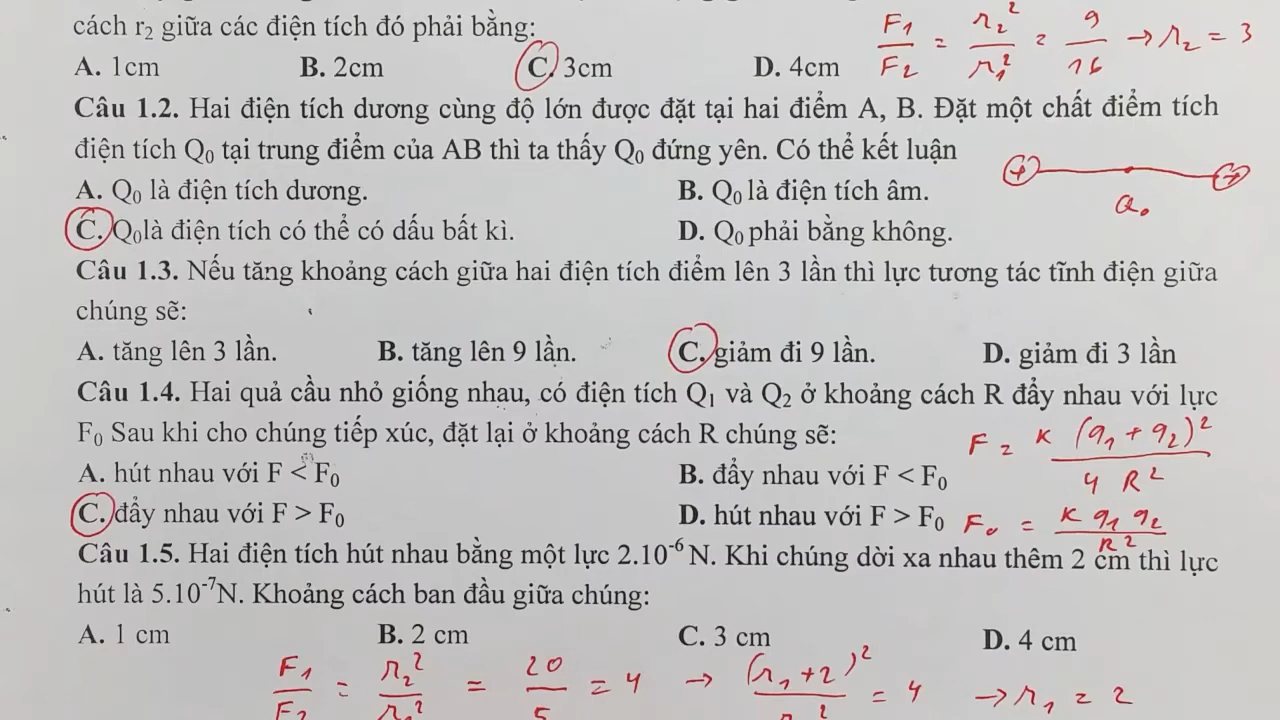 cách r₂ giữa các điện tích đó phải bằng:
F1/F2 = r2²/r1² = 9/16 → r2 = 3
A. 1cm B. 2cm C. 3cm D. 4cm
Câu 1.2. Hai điện tích dương cùng độ lớn được đặt tại hai điểm A, B. Đặt một chất điểm tích
điện tích Q₀ tại trung điểm của AB thì ta thấy Q₀ đứng yên. Có thể kết luận
+ +
Q₀
A. Q₀ là điện tích dương. B. Q₀ là điện tích âm.
C. Q₀là điện tích có thể có dấu bất kì. D. Q₀ phải bằng không.
Câu 1.3. Nếu tăng khoảng cách giữa hai điện tích điểm lên 3 lần thì lực tương tác tĩnh điện giữa
chúng sẽ:
A. tăng lên 3 lần. B. tăng lên 9 lần. C. giảm đi 9 lần. D. giảm đi 3 lần
Câu 1.4. Hai quả cầu nhỏ giống nhau, có điện tích Q₁ và Q₂ ở khoảng cách R đẩy nhau với lực
F₀ Sau khi cho chúng tiếp xúc, đặt lại ở khoảng cách R chúng sẽ:
F = K (q1 + q2)² / 4 R²
A. hút nhau với F < F₀ B. đẩy nhau với F < F₀
C. đẩy nhau với F > F₀ D. hút nhau với F > F₀
F₀ = K q1 q2 / R²
Câu 1.5. Hai điện tích hút nhau bằng một lực 2.10⁻⁶ N. Khi chúng dời xa nhau thêm 2 cm thì lực
hút là 5.10⁻⁷N. Khoảng cách ban đầu giữa chúng:
A. 1 cm B. 2 cm C. 3 cm D. 4 cm
F1/F2 = r2²/r1² = 20/5 = 4 → (r1+2)²/r² = 4 → r1 = 2